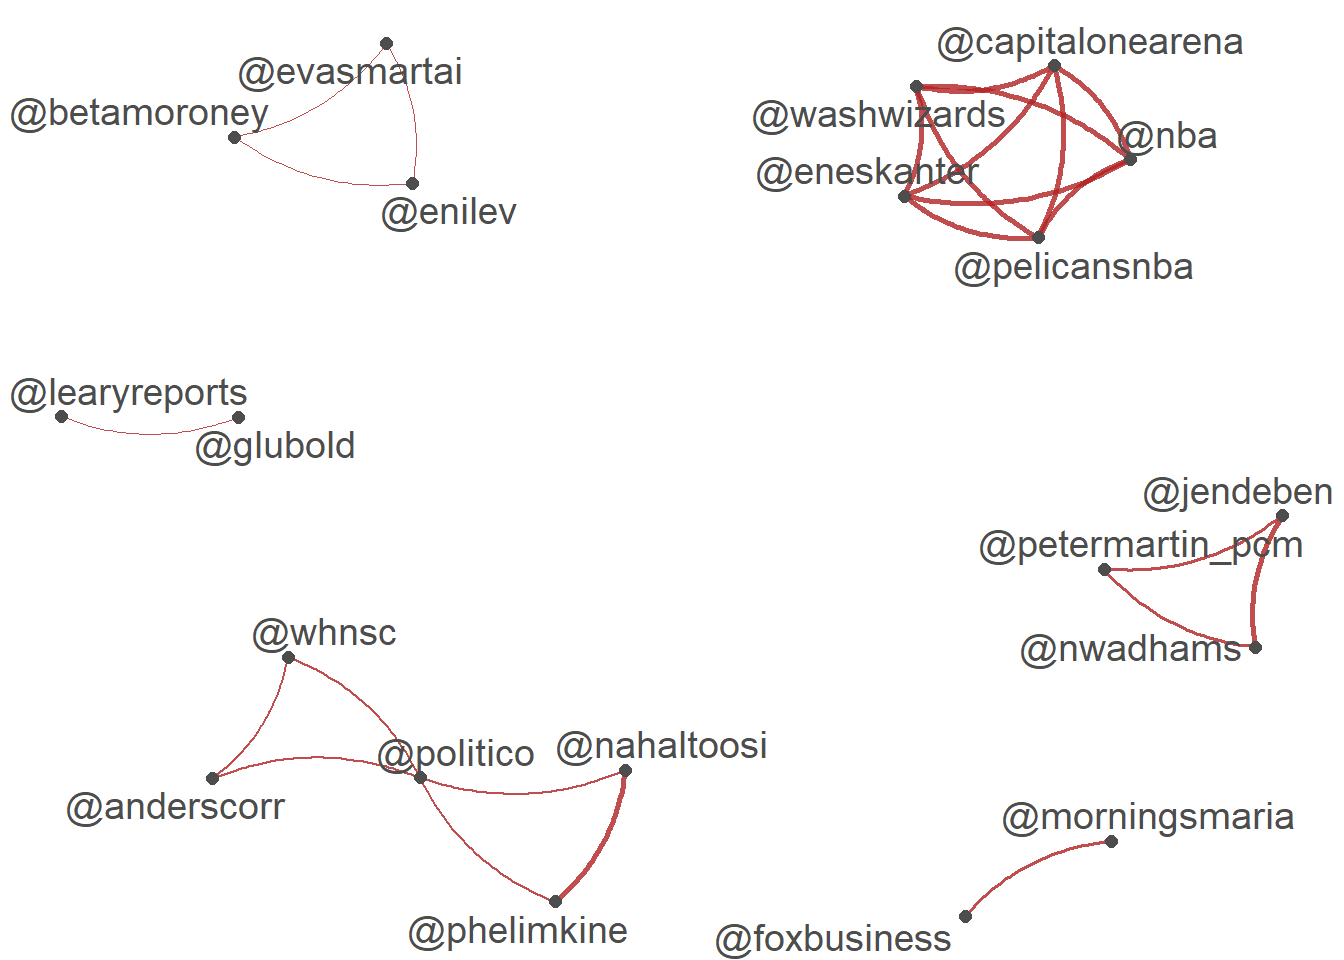 @capitalonearena
@evasmartai
@betamoroney
@washwizards
@nba
@eneskanter
@enilev
@pelicansnba
@learyreports
@glubold
@jendeben
@petermartin_pcm
@whnsc
@nwadhams
@politico
@nahaltoosi
@anderscorr
@morningsmaria
@phelimkine
@foxbusiness